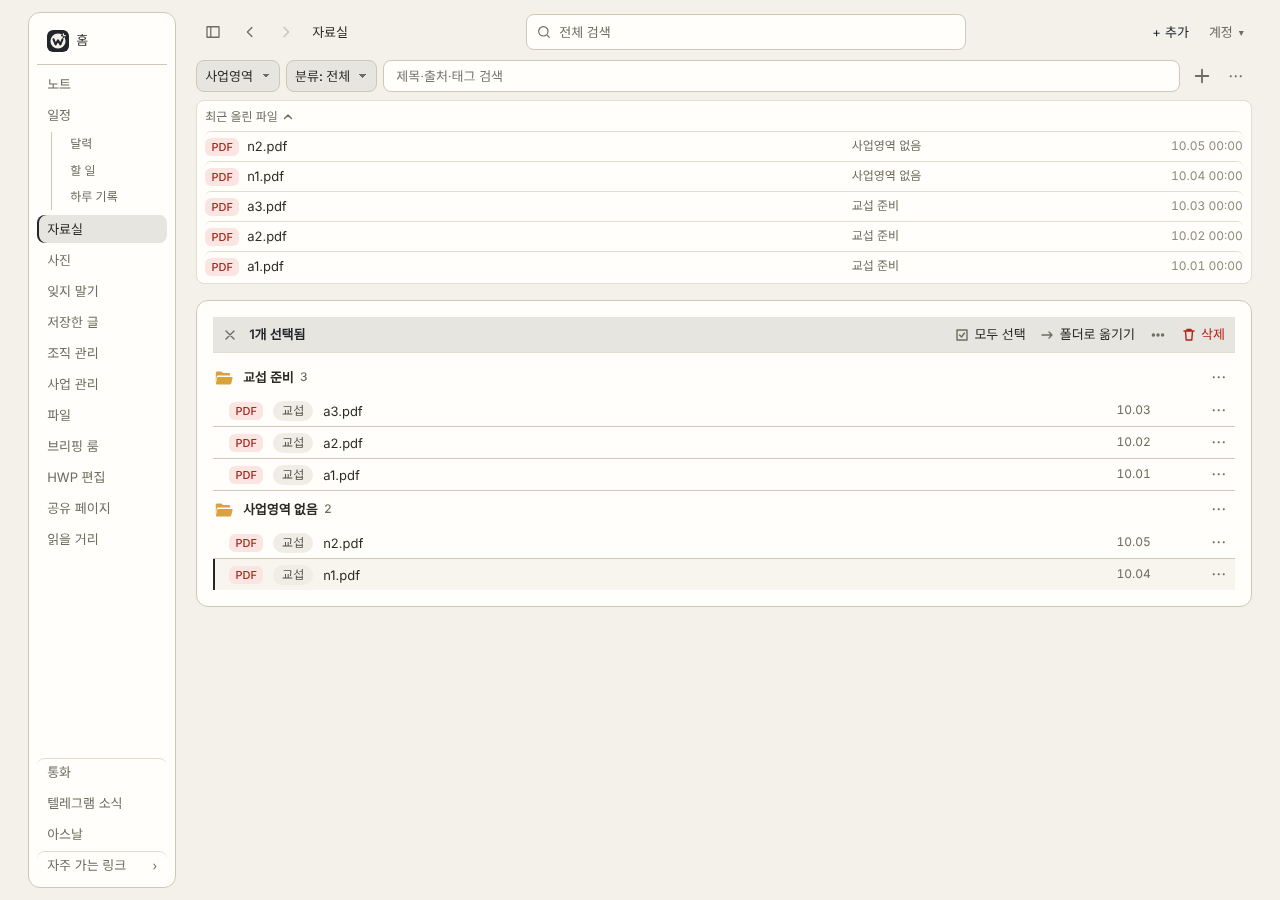 홈
노트
일정
달력
할 일
하루 기록
자료실
사진
잊지 말기
저장한 글
조직 관리
사업 관리
파일
브리핑 룸
HWP 편집
공유 페이지
읽을 거리
통화
텔레그램 소식
아스날
자주 가는 링크 ›
자료실
전체 검색
+ 추가 계정 ▾
사업영역 분류: 전체 제목·출처·태그 검색
최근 올린 파일
PDF n2.pdf 사업영역 없음 10.05 00:00
PDF n1.pdf 사업영역 없음 10.04 00:00
PDF a3.pdf 교섭 준비 10.03 00:00
PDF a2.pdf 교섭 준비 10.02 00:00
PDF a1.pdf 교섭 준비 10.01 00:00
1개 선택됨 모두 선택 → 폴더로 옮기기 ••• 삭제
교섭 준비 3 ···
PDF 교섭 a3.pdf 10.03 ···
PDF 교섭 a2.pdf 10.02 ···
PDF 교섭 a1.pdf 10.01 ···
사업영역 없음 2 ···
PDF 교섭 n2.pdf 10.05 ···
PDF 교섭 n1.pdf 10.04 ···